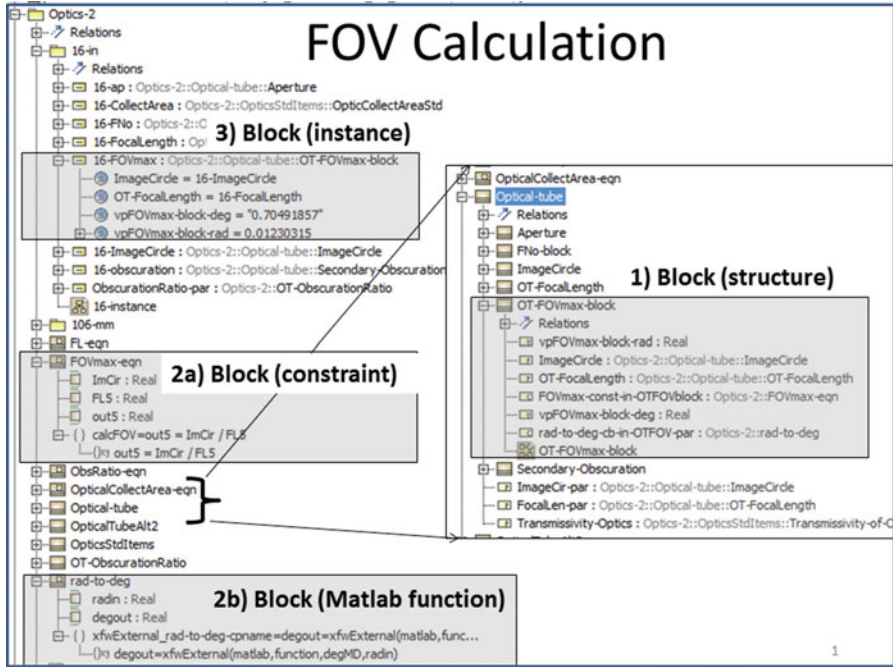 FOV Calculation
Optics-2
Relations
16-in
Relations
16-ap : Optics-2::Optical-tube::Aperture
16-CollectArea : Optics-2::OpticsStdItems::OpticCollectAreaStd
16-FNo : Optics-2::O
3) Block (instance)
16-FocalLength : Opt
16-FOVmax : Optics-2::Optical-tube::OT-FOVmax-block
ImageCircle = 16-ImageCircle
OT-FocalLength = 16-FocalLength
vpFOVmax-block-deg = "0.70491857"
vpFOVmax-block-rad = 0.01230315
16-ImageCircle : Optics-2::Optical-tube::ImageCircle
16-obscuration : Optics-2::Optical-tube::Secondary-Obscuration
ObscurationRatio-par : Optics-2::OT-ObscurationRatio
16-instance
106-mm
FL-eqn
FOVmax-eqn
2a) Block (constraint)
ImCir : Real
FL5 : Real
out5 : Real
( ) calcFOV=out5 = ImCir / FL5
out5 = ImCir / FL5
ObsRatio-eqn
OpticalCollectArea-eqn
Optical-tube
OpticalTubeAlt2
OpticsStdItems
OT-ObscurationRatio
rad-to-deg
2b) Block (Matlab function)
radin : Real
degout : Real
( ) xfwExternal_rad-to-deg-cpname=degout=xfwExternal(matlab,func...
degout=xfwExternal(matlab,function,degMD,radin)
OpticalCollectArea-eqn
Optical-tube
Relations
Aperture
FNo-block
ImageCircle
1) Block (structure)
OT-FocalLength
OT-FOVmax-block
Relations
vpFOVmax-block-rad : Real
ImageCircle : Optics-2::Optical-tube::ImageCircle
OT-FocalLength : Optics-2::Optical-tube::OT-FocalLength
FOVmax-const-in-OTFOVblock : Optics-2::FOVmax-eqn
vpFOVmax-block-deg : Real
rad-to-deg-cb-in-OTFOV-par : Optics-2::rad-to-deg
OT-FOVmax-block
Secondary-Obscuration
ImageCir-par : Optics-2::Optical-tube::ImageCircle
FocalLen-par : Optics-2::Optical-tube::OT-FocalLength
Transmissivity-Optics : Optics-2::OpticsStdItems::Transmissivity-of-O
1